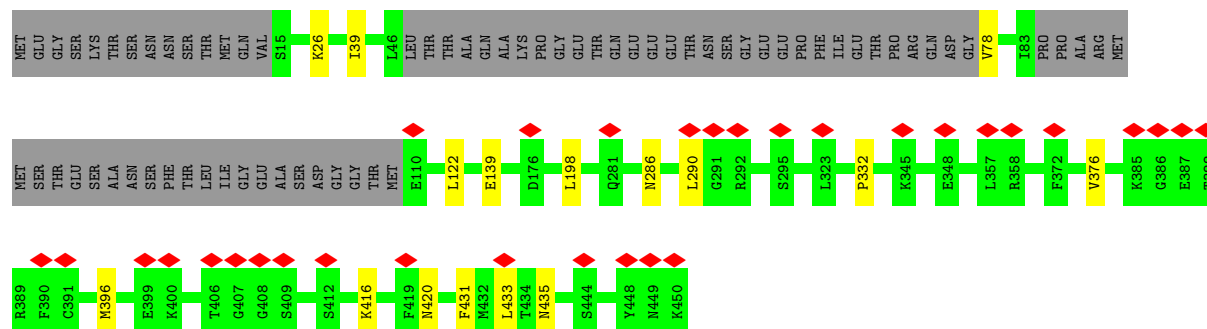 MET GLU GLY SER LYS THR SER ASN ASN SER THR MET GLN VAL S15 K26 I39 L46 LEU THR THR ALA GLN ALA LYS PRO GLY GLU THR GLN GLU GLU GLU THR ASN SER GLY GLU GLU PRO PHE ILE GLU THR PRO ARG GLN ASP GLY V78 I83 PRO PRO ALA ARG MET
MET SER THR GLU SER ALA ASN SER PHE THR LEU ILE GLY GLU ALA SER ASP GLY GLY THR MET E110 L122 E139 D176 L198 Q281 N286 L290 G291 R292 S295 L323 P332 K345 E348 L357 R358 F372 V376 K385 G386 E387
R389 F390 C391 M396 E399 K400 T406 G407 G408 S409 S412 K416 F419 N420 F431 M432 L433 T434 N435 S444 Y448 N449 K450